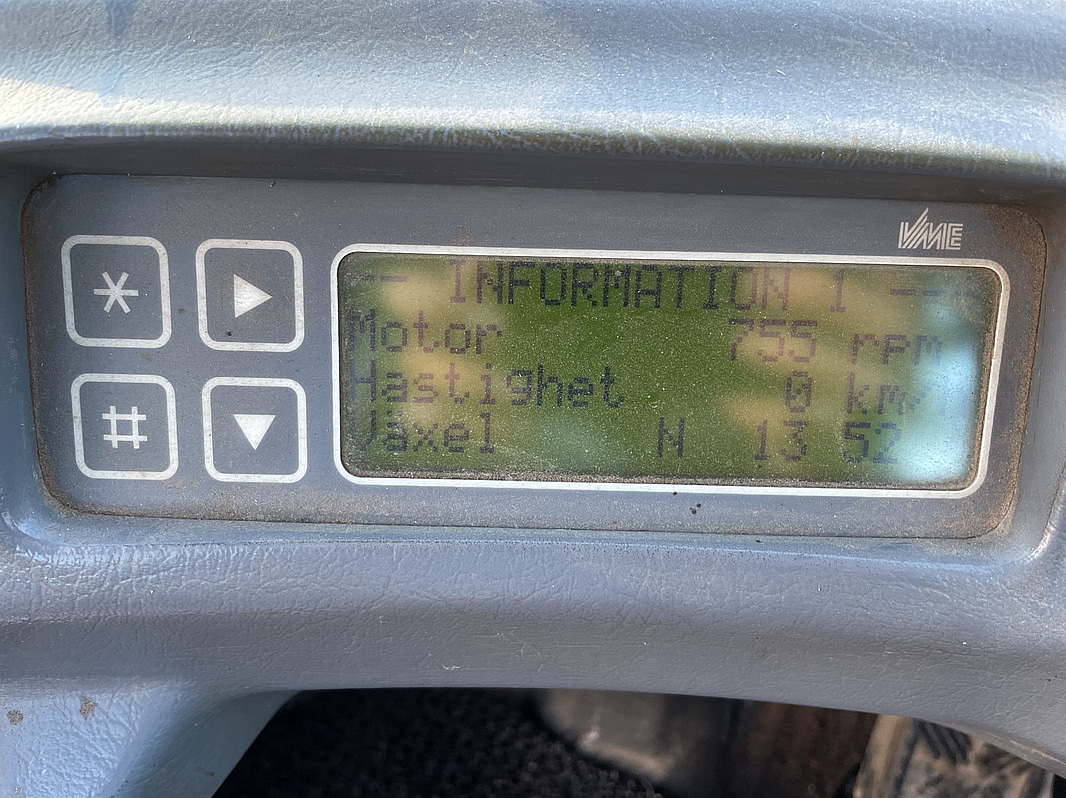 VME
-- INFORMATION 1 --
Motor 755 rpm
Hastighet 0 km/h
Växel N 13 52
* 
#